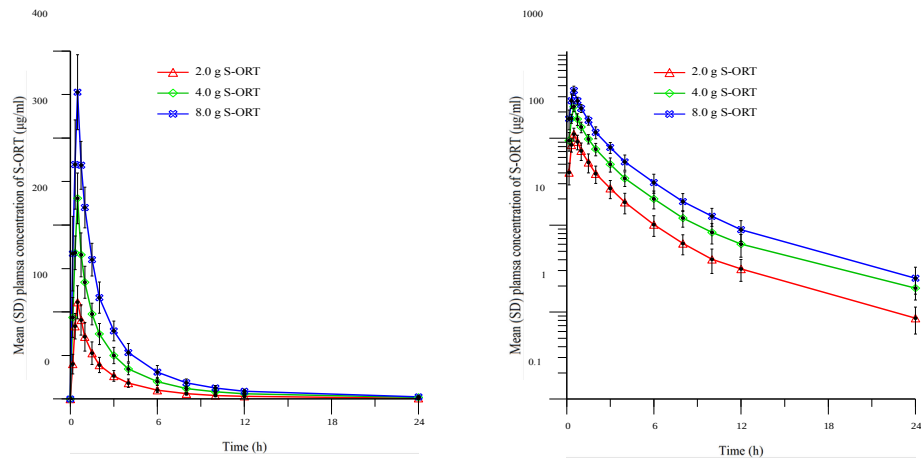 400
300
200
100
0
Mean (SD) plamsa concentration of S-ORT (µg/ml)
2.0 g S-ORT
4.0 g S-ORT
8.0 g S-ORT
0 6 12 18 24
Time (h)
1000
100
10
1
0.1
Mean (SD) plamsa concentration of S-ORT (µg/ml)
2.0 g S-ORT
4.0 g S-ORT
8.0 g S-ORT
0 6 12 18 24
Time (h)